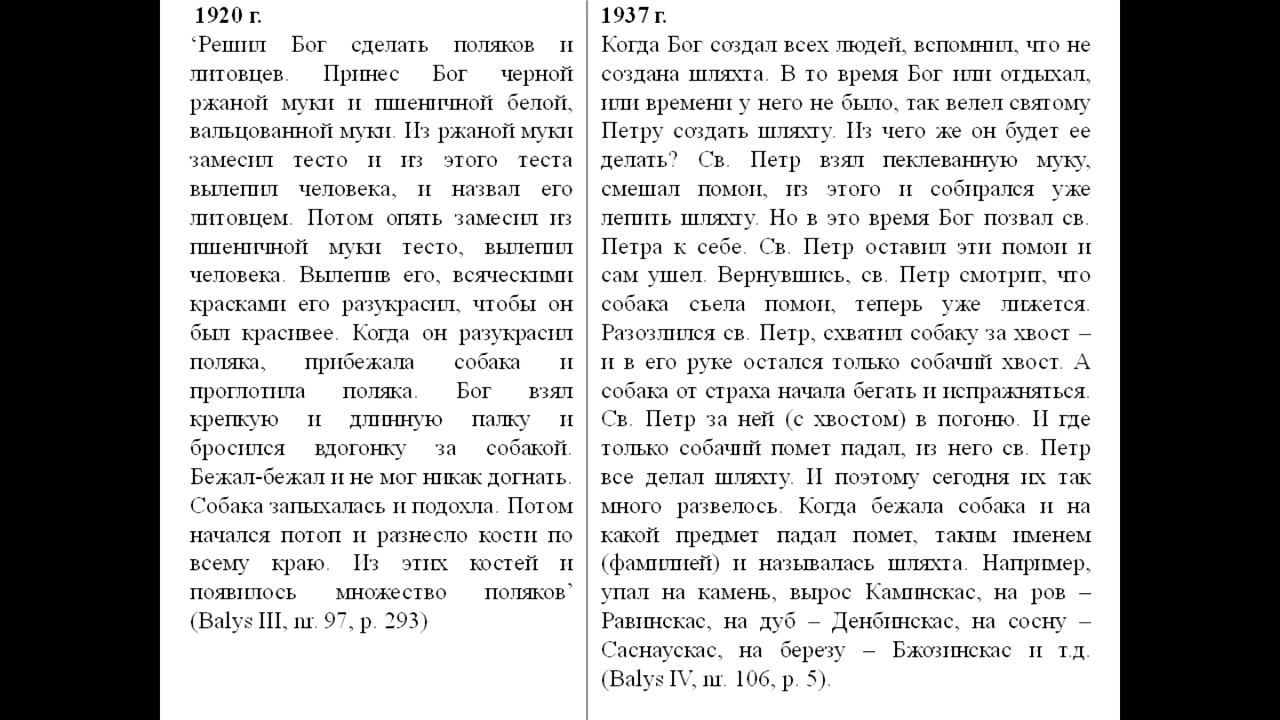 1920 г.
‘Решил Бог сделать поляков и
литовцев. Принес Бог черной
ржаной муки и пшеничной белой,
вальцованной муки. Из ржаной муки
замесил тесто и из этого теста
вылепил человека, и назвал его
литовцем. Потом опять замесил из
пшеничной муки тесто, вылепил
человека. Вылепив его, всяческими
красками его разукрасил, чтобы он
был красивее. Когда он разукрасил
поляка, прибежала собака и
проглотила поляка. Бог взял
крепкую и длинную палку и
бросился вдогонку за собакой.
Бежал-бежал и не мог никак догнать.
Собака запыхалась и подохла. Потом
начался потоп и разнесло кости по
всему краю. Из этих костей и
появилось множество поляков’
(Balys III, nr. 97, p. 293)
1937 г.
Когда Бог создал всех людей, вспомнил, что не
создана шляхта. В то время Бог или отдыхал,
или времени у него не было, так велел святому
Петру создать шляхту. Из чего же он будет ее
делать? Св. Петр взял пеклеванную муку,
смешал помои, из этого и собирался уже
лепить шляхту. Но в это время Бог позвал св.
Петра к себе. Св. Петр оставил эти помои и
сам ушел. Вернувшись, св. Петр смотрит, что
собака съела помои, теперь уже лижется.
Разозлился св. Петр, схватил собаку за хвост –
и в его руке остался только собачий хвост. А
собака от страха начала бегать и испражняться.
Св. Петр за ней (с хвостом) в погоню. И где
только собачий помет падал, из него св. Петр
все делал шляхту. И поэтому сегодня их так
много развелось. Когда бежала собака и на
какой предмет падал помет, таким именем
(фамилией) и называлась шляхта. Например,
упал на камень, вырос Каминскас, на ров –
Равинскас, на дуб – Денбинскас, на сосну –
Саснаускас, на березу – Бжозинскас и т.д.
(Balys IV, nr. 106, p. 5).